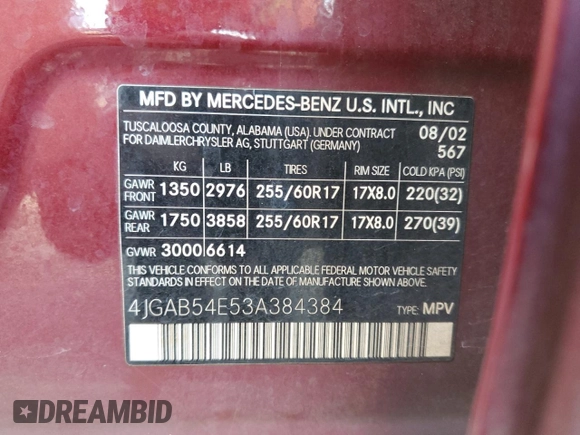 MFD BY MERCEDES-BENZ U.S. INTL., INC
TUSCALOOSA COUNTY, ALABAMA (USA). UNDER CONTRACT 08/02
FOR DAIMLERCHRYSLER AG, STUTTGART (GERMANY) 567
KG LB TIRES RIM SIZE COLD KPA (PSI)
GAWR FRONT 1350 2976 255/60R17 17X8.0 220(32)
GAWR REAR 1750 3858 255/60R17 17X8.0 270(39)
GVWR 3000 6614
THIS VEHICLE CONFORMS TO ALL APPLICABLE FEDERAL MOTOR VEHICLE SAFETY
STANDARDS IN EFFECT ON THE DATE OF MANUFACTURE SHOWN ABOVE.
4JGAB54E53A384384 TYPE: MPV
DREAMBID